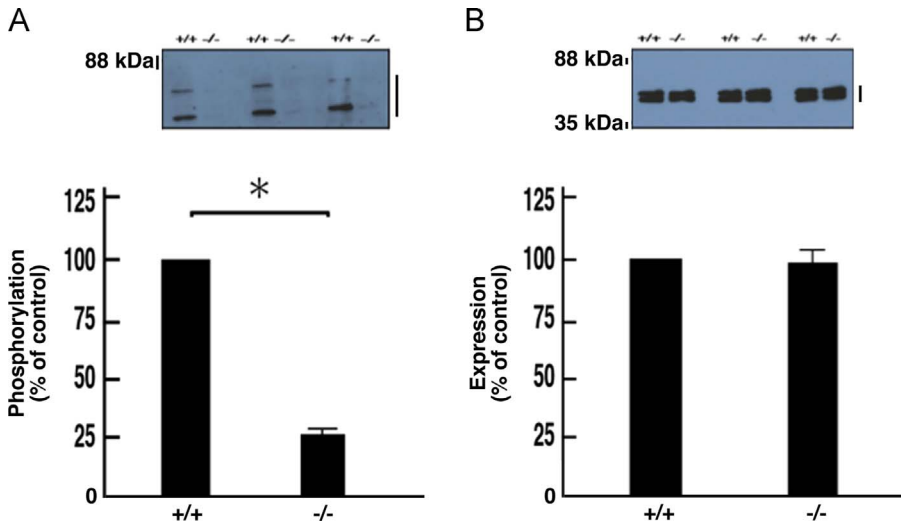 A
+/+ -/- +/+ -/- +/+ -/-
88 kDa
125
100
75
50
25
0
Phosphorylation
(% of control)
*
+/+ -/-
B
+/+ -/- +/+ -/- +/+ -/-
88 kDa
35 kDa
125
100
75
50
25
0
Expression
(% of control)
+/+ -/-